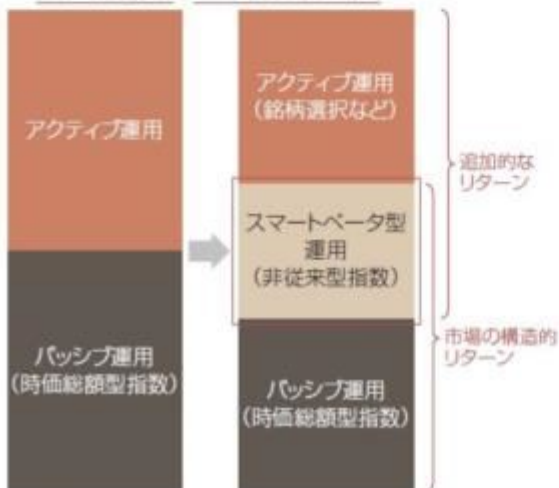 アクティブ運用
パッシブ運用
(時価総額型指数)
アクティブ運用
(銘柄選択など)
スマートベータ型
運用
(非従来型指数)
パッシブ運用
(時価総額型指数)
追加的な
リターン
市場の構造的
リターン